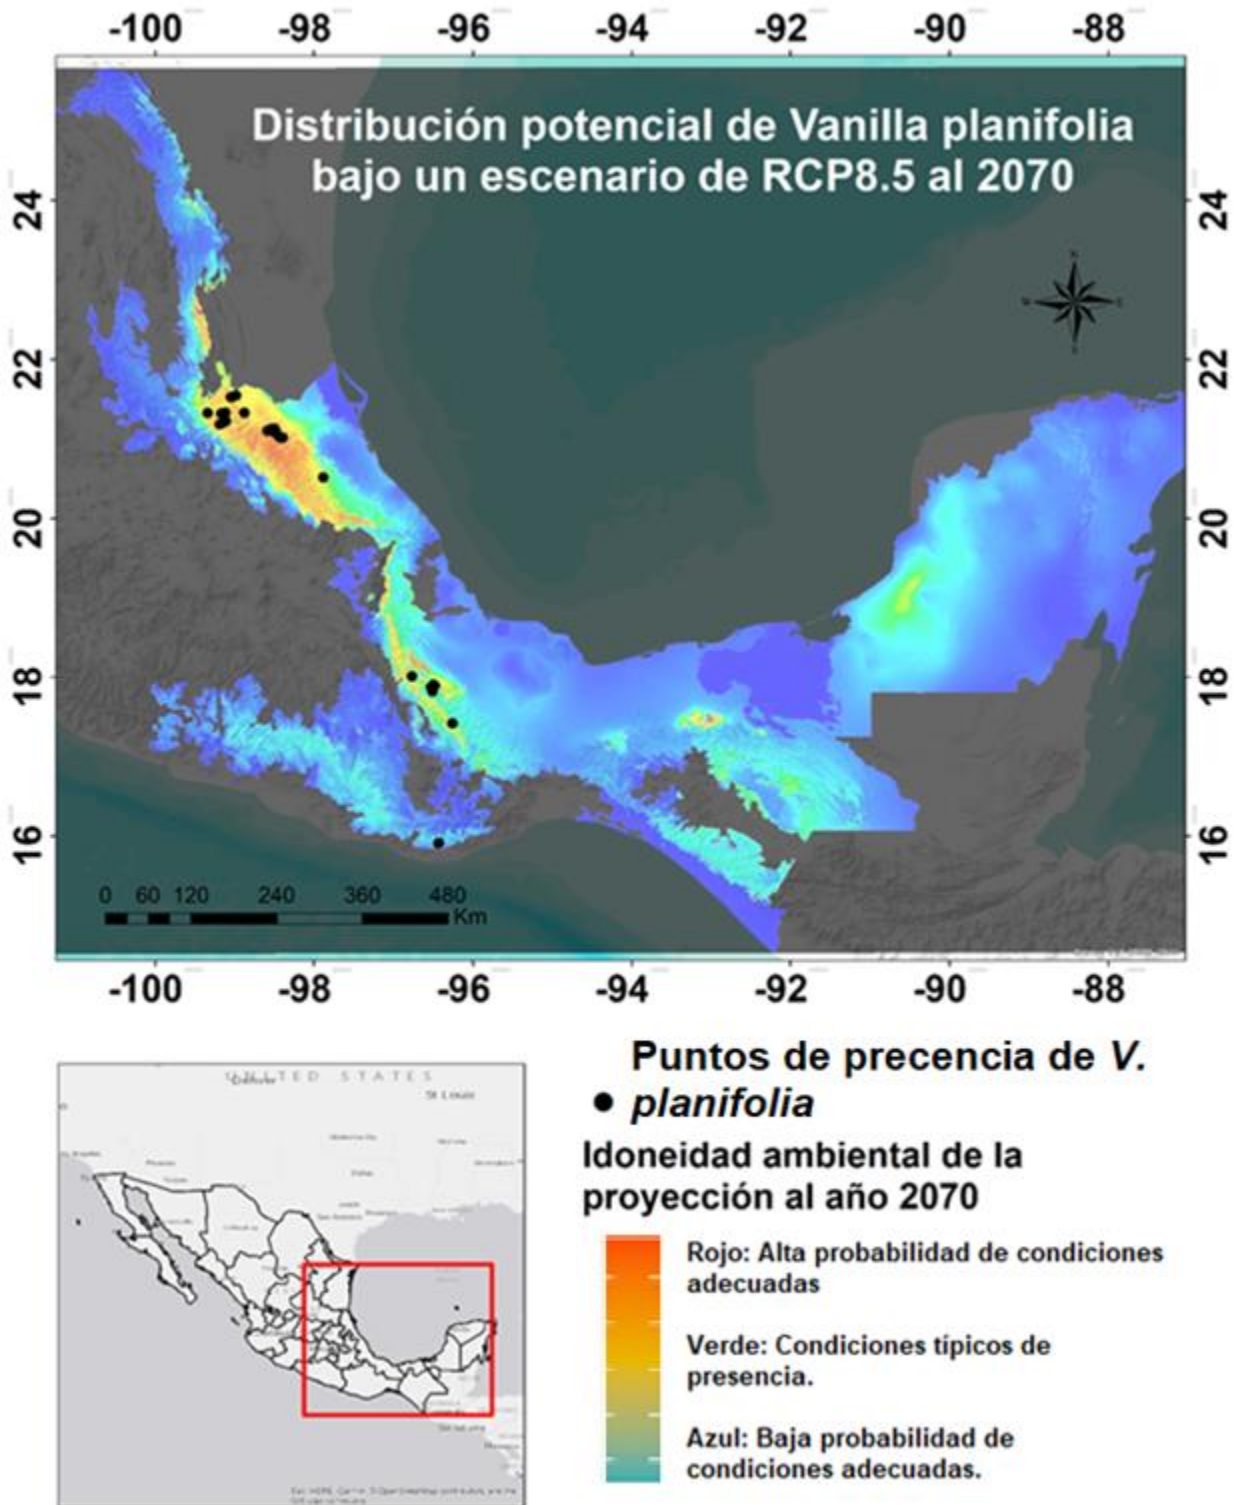 -100 -98 -96 -94 -92 -90 -88
Distribución potencial de Vanilla planifolia
bajo un escenario de RCP8.5 al 2070
24 24
22 22
20 20
18 18
16 16
0 60 120 240 360 480
Km
-100 -98 -96 -94 -92 -90 -88
UNITED STATES
Denver
St Louis
Puntos de precencia de V.
planifolia
Idoneidad ambiental de la
proyección al año 2070
Rojo: Alta probabilidad de condiciones
adecuadas
Verde: Condiciones típicos de
presencia.
Azul: Baja probabilidad de
condiciones adecuadas.